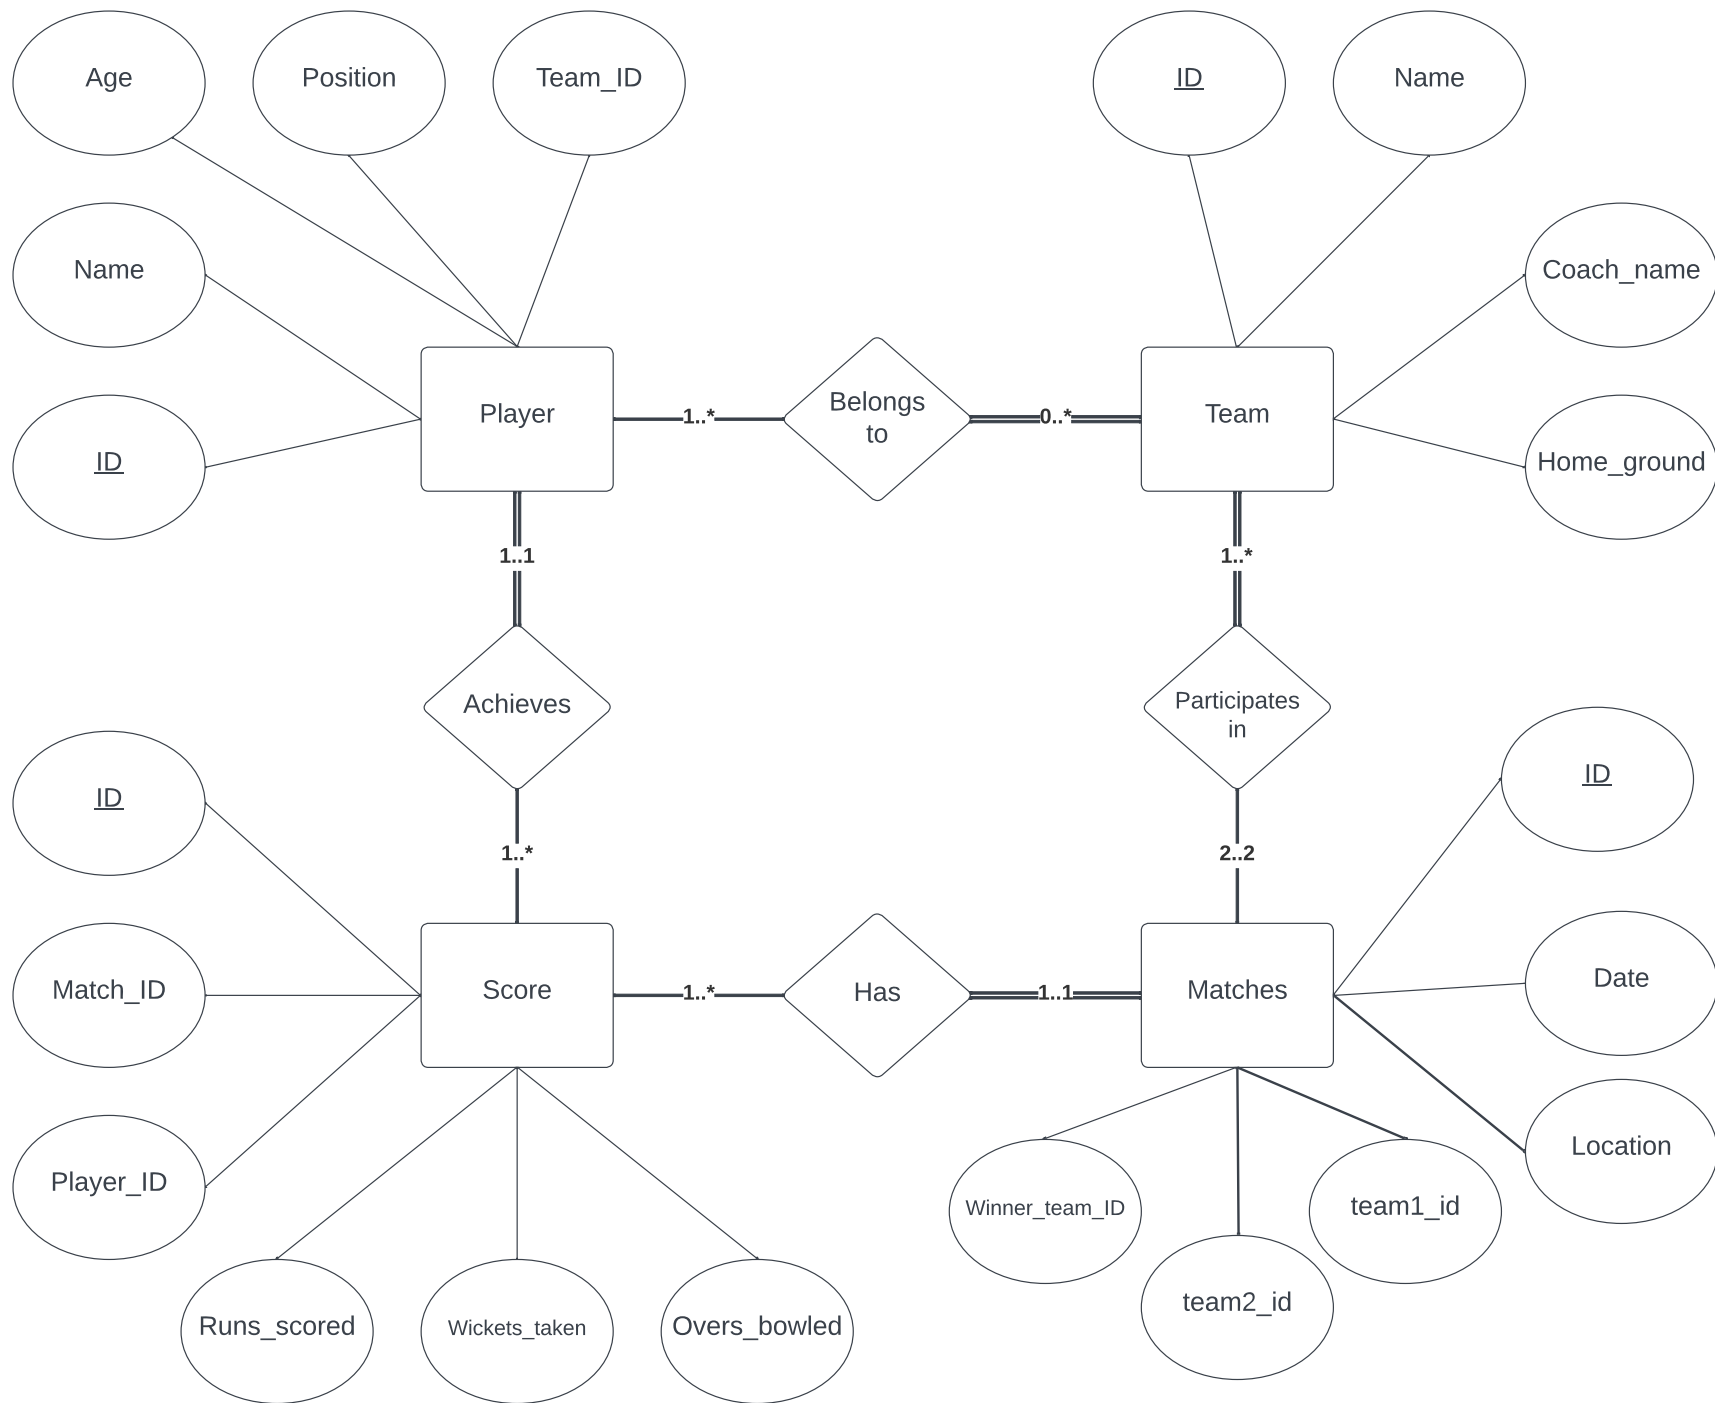 Age
Position
Team_ID
ID
Name
Name
Coach_name
ID
Home_ground
Player
1..*
Belongs
to
0..*
Team
1..1
1..*
Achieves
Participates
in
ID
ID
1..*
2..2
Match_ID
Score
1..*
Has
1..1
Matches
Date
Player_ID
Location
Winner_team_ID
team1_id
team2_id
Runs_scored
Wickets_taken
Overs_bowled